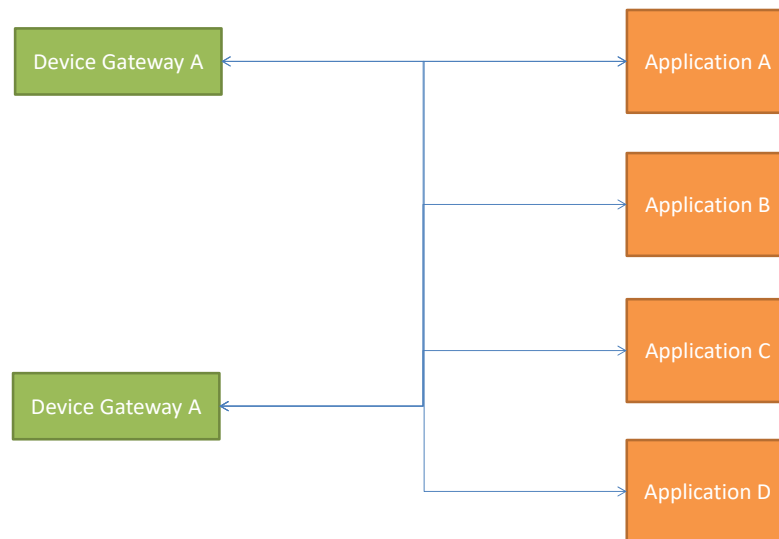 Device Gateway A
Application A
Application B
Application C
Device Gateway A
Application D